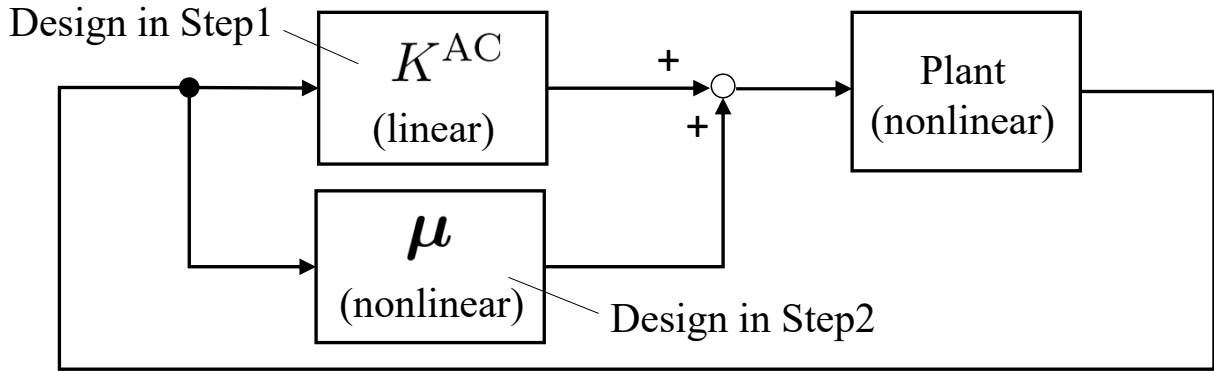 Design in Step1
K^AC
(linear)
+
+
Plant
(nonlinear)
μ
(nonlinear)
Design in Step2